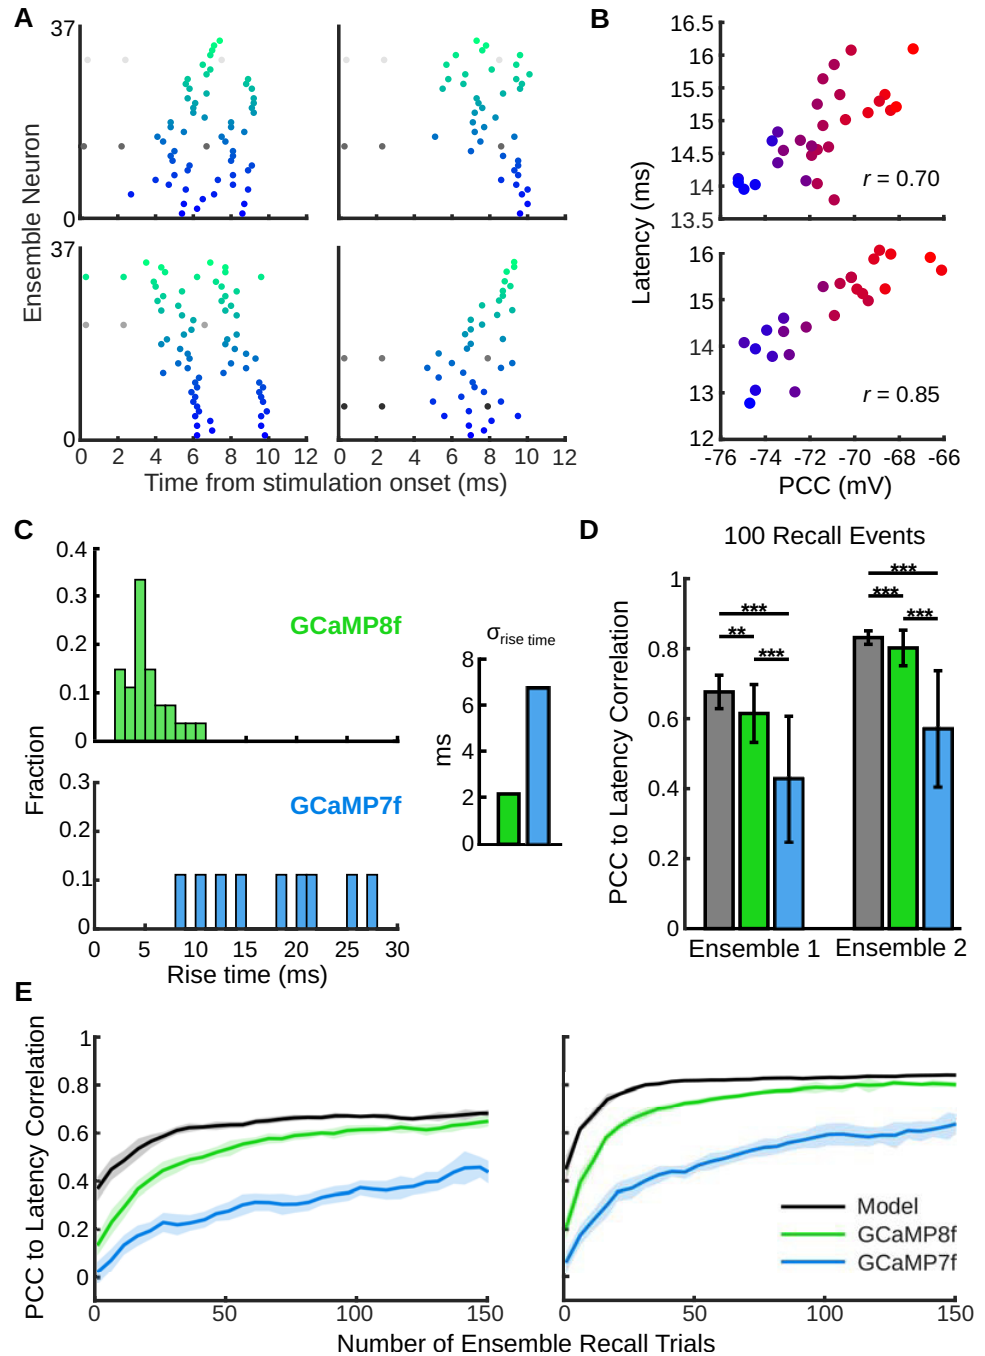 A
37
Ensemble Neuron
0
37
0
0 2 4 6 8 10 12
0 2 4 6 8 10 12
Time from stimulation onset (ms)
B
16.5
16
15.5
15
14.5
14
13.5
r = 0.70
Latency (ms)
16
15
14
13
12
r = 0.85
-76 -74 -72 -70 -68 -66
PCC (mV)
C
0.4
0.3
0.2
0.1
0
GCaMP8f
Fraction
0.3
0.2
0.1
0
GCaMP7f
0 5 10 15 20 25 30
Rise time (ms)
σrise time
8
6
4
2
0
ms
D
100 Recall Events
1
0.8
0.6
0.4
0.2
0
PCC to Latency Correlation
***
**
***
***
***
***
Ensemble 1
Ensemble 2
E
PCC to Latency Correlation
1
0.8
0.6
0.4
0.2
0
0 50 100 150
0 50 100 150
Model
GCaMP8f
GCaMP7f
Number of Ensemble Recall Trials